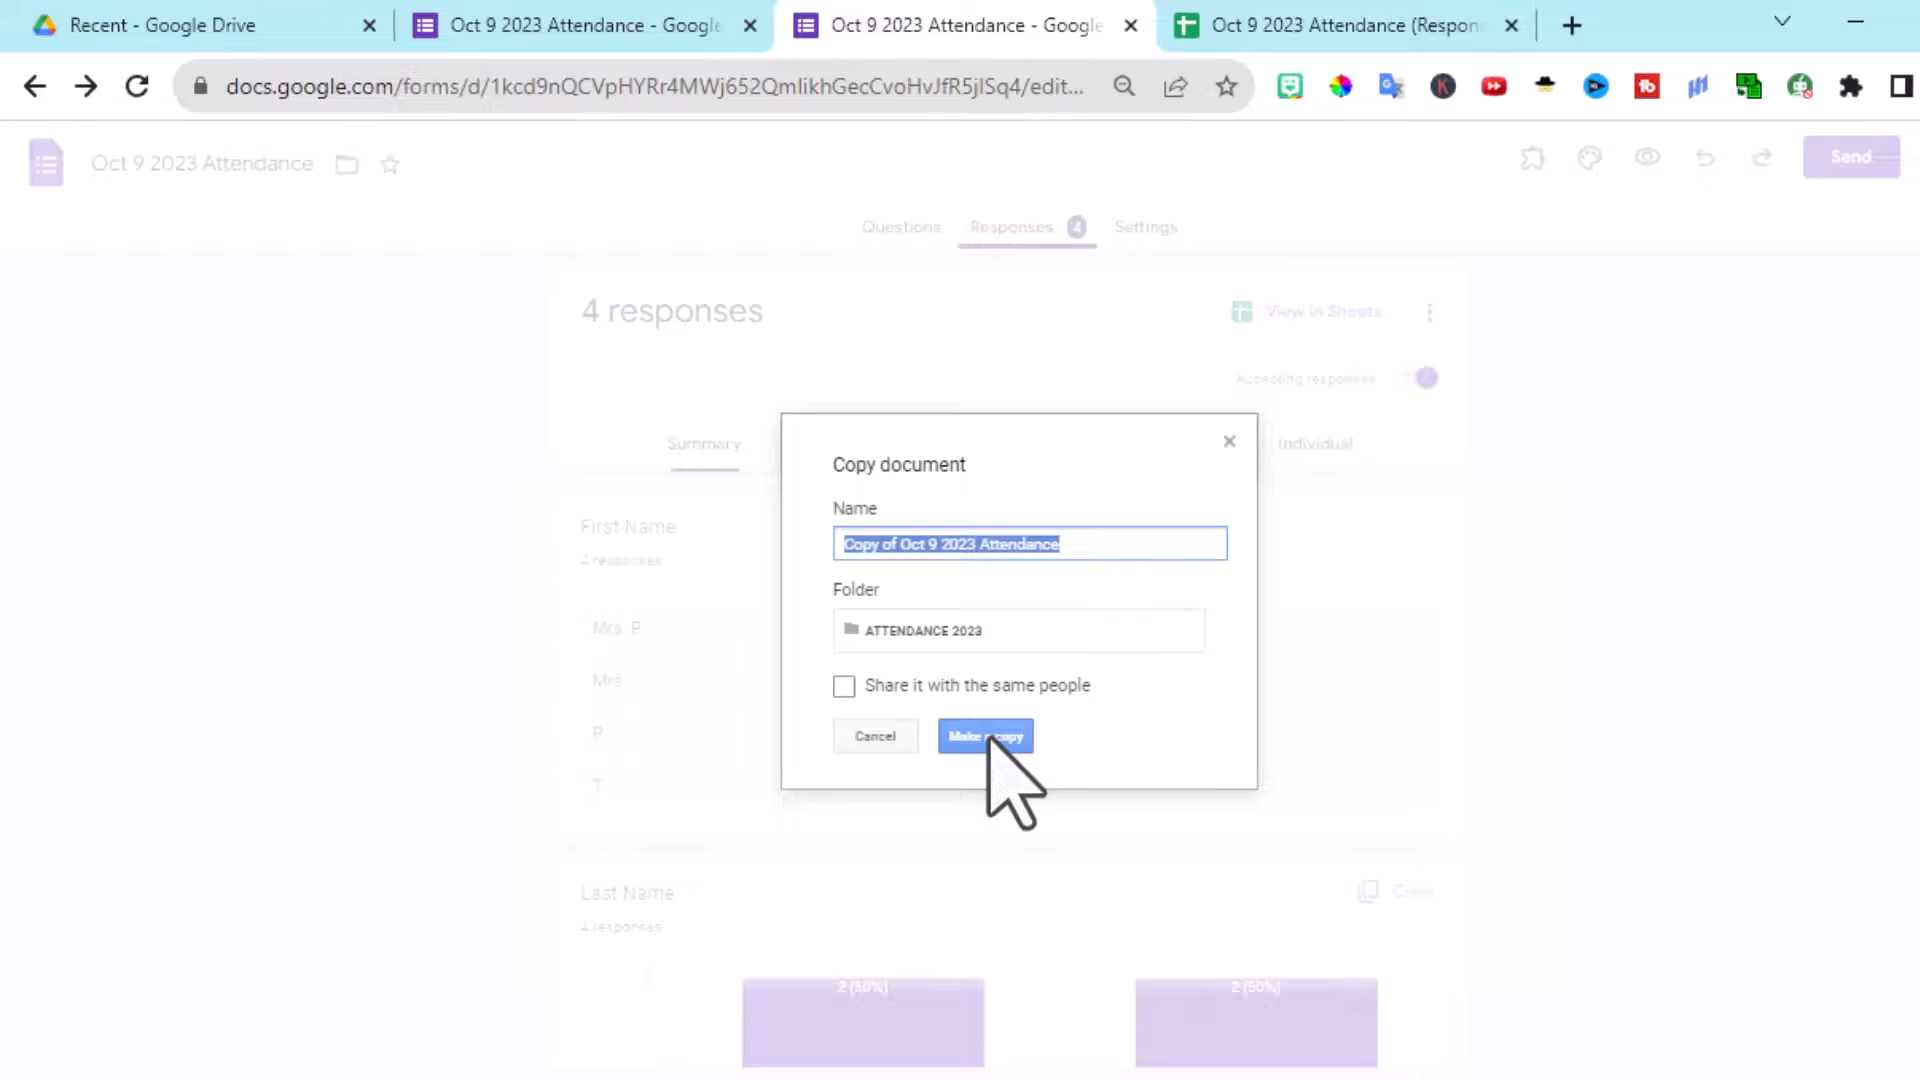 Recent - Google Drive
Oct 9 2023 Attendance - Google
Oct 9 2023 Attendance - Google
Oct 9 2023 Attendance (Respon
docs.google.com/forms/d/1kcd9nQCVpHYRr4MWj652QmlikhGecCvoHvJfR5jlSq4/edit...
Oct 9 2023 Attendance
Send
Questions
Responses
4
Settings
4 responses
View in Sheets
Accepting responses
Summary
Individual
Copy document
Name
Copy of Oct 9 2023 Attendance
Folder
ATTENDANCE 2023
Share it with the same people
Cancel
Make a copy
First Name
4 responses
Mrs P
Mrs
P
T
Last Name
Copy
4 responses
2 (50%)
2 (50%)